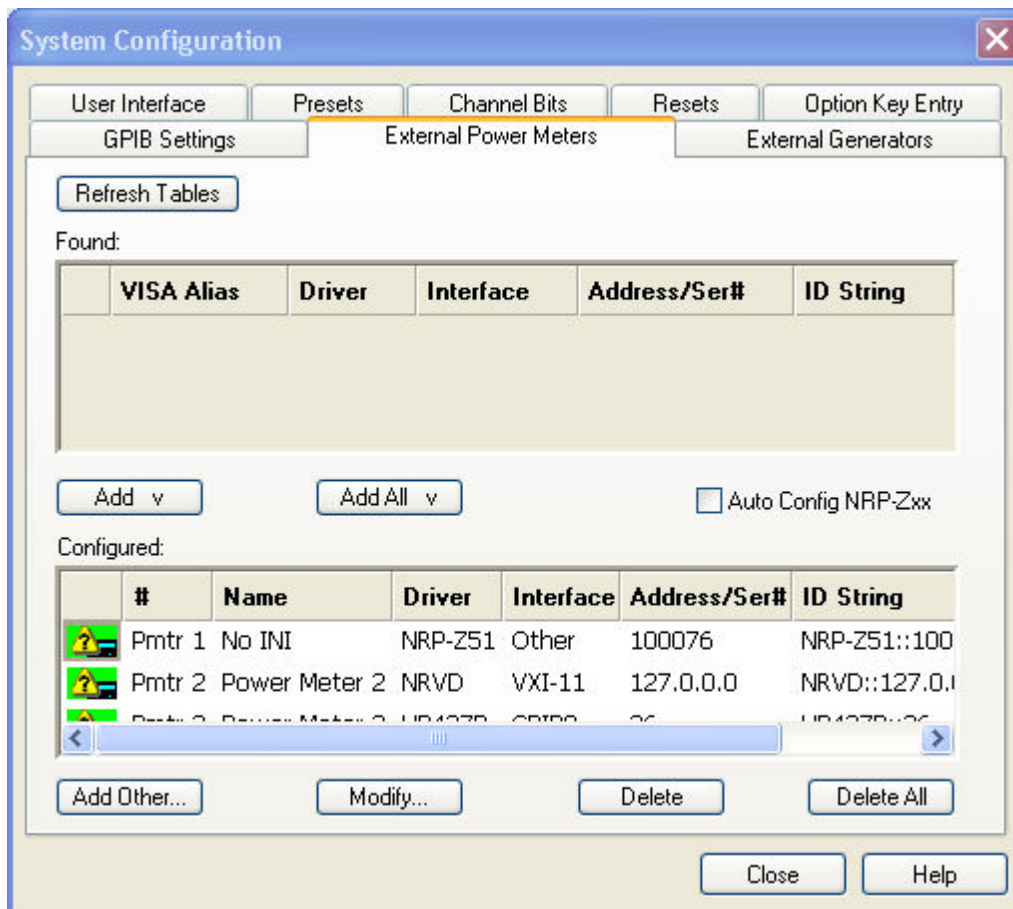 System Configuration
User Interface Presets Channel Bits Resets Option Key Entry
GPIB Settings External Power Meters External Generators
Refresh Tables
Found:
VISA Alias Driver Interface Address/Ser# ID String
Add v Add All v Auto Config NRP-Zxx
Configured:
# Name Driver Interface Address/Ser# ID String
Pmtr 1 No INI NRP-Z51 Other 100076 NRP-Z51::100
Pmtr 2 Power Meter 2 NRVD VXI-11 127.0.0.0 NRVD::127.0.
Add Other... Modify... Delete Delete All
Close Help